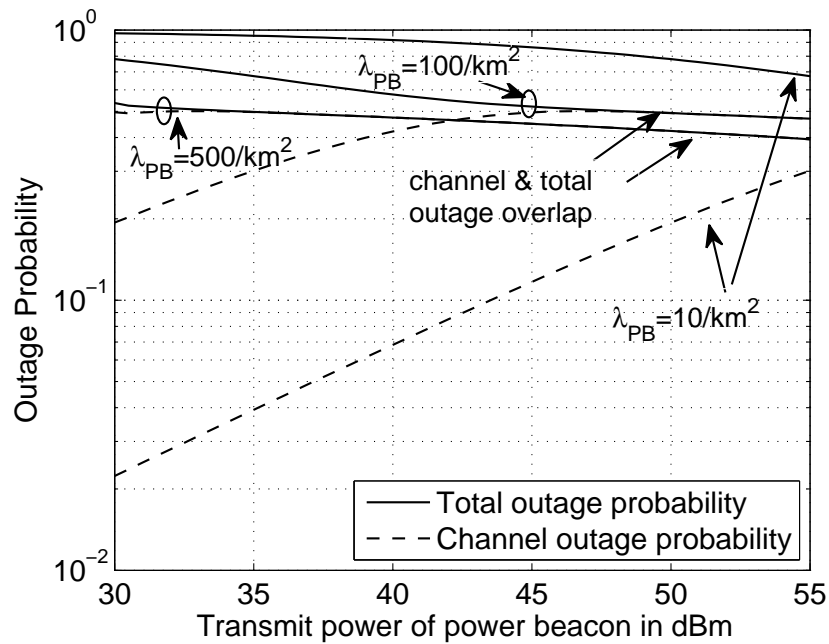 10^0
λ_PB=100/km^2
λ_PB=500/km^2
channel & total
outage overlap
10^-1
λ_PB=10/km^2
Outage Probability
Total outage probability
Channel outage probability
10^-2
30 35 40 45 50 55
Transmit power of power beacon in dBm